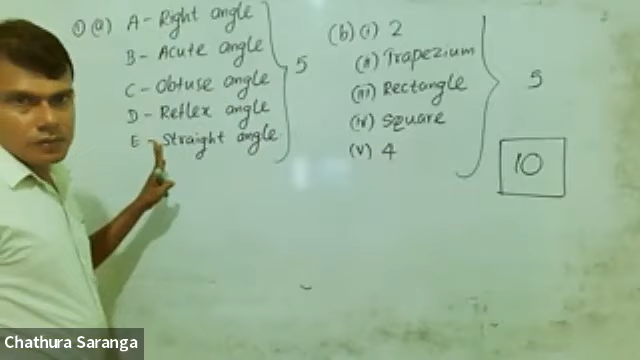 ① (a) A - Right angle
B - Acute angle
C - Obtuse angle
D - Reflex angle
E - Straight angle
5
(b) (i) 2
(ii) Trapezium
(iii) Rectangle
(iv) Square
(v) 4
5
10
Chathura Saranga